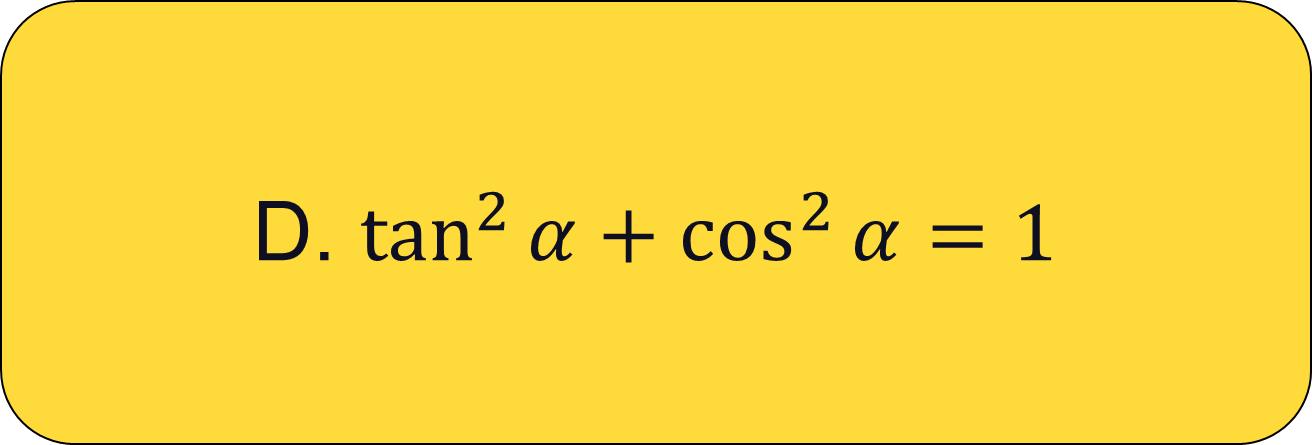 D. tan² α + cos² α = 1